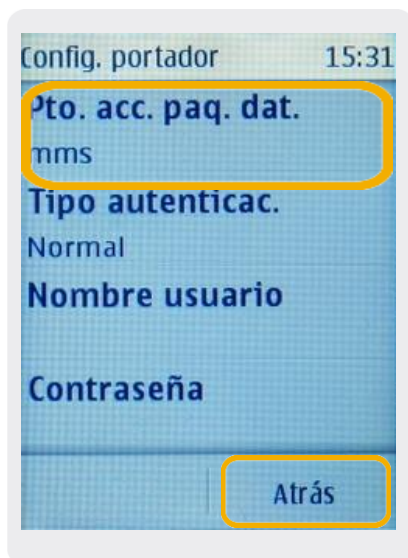 Config. portador 15:31
Pto. acc. paq. dat.
mms
Tipo autenticac.
Normal
Nombre usuario
Contraseña
Atrás